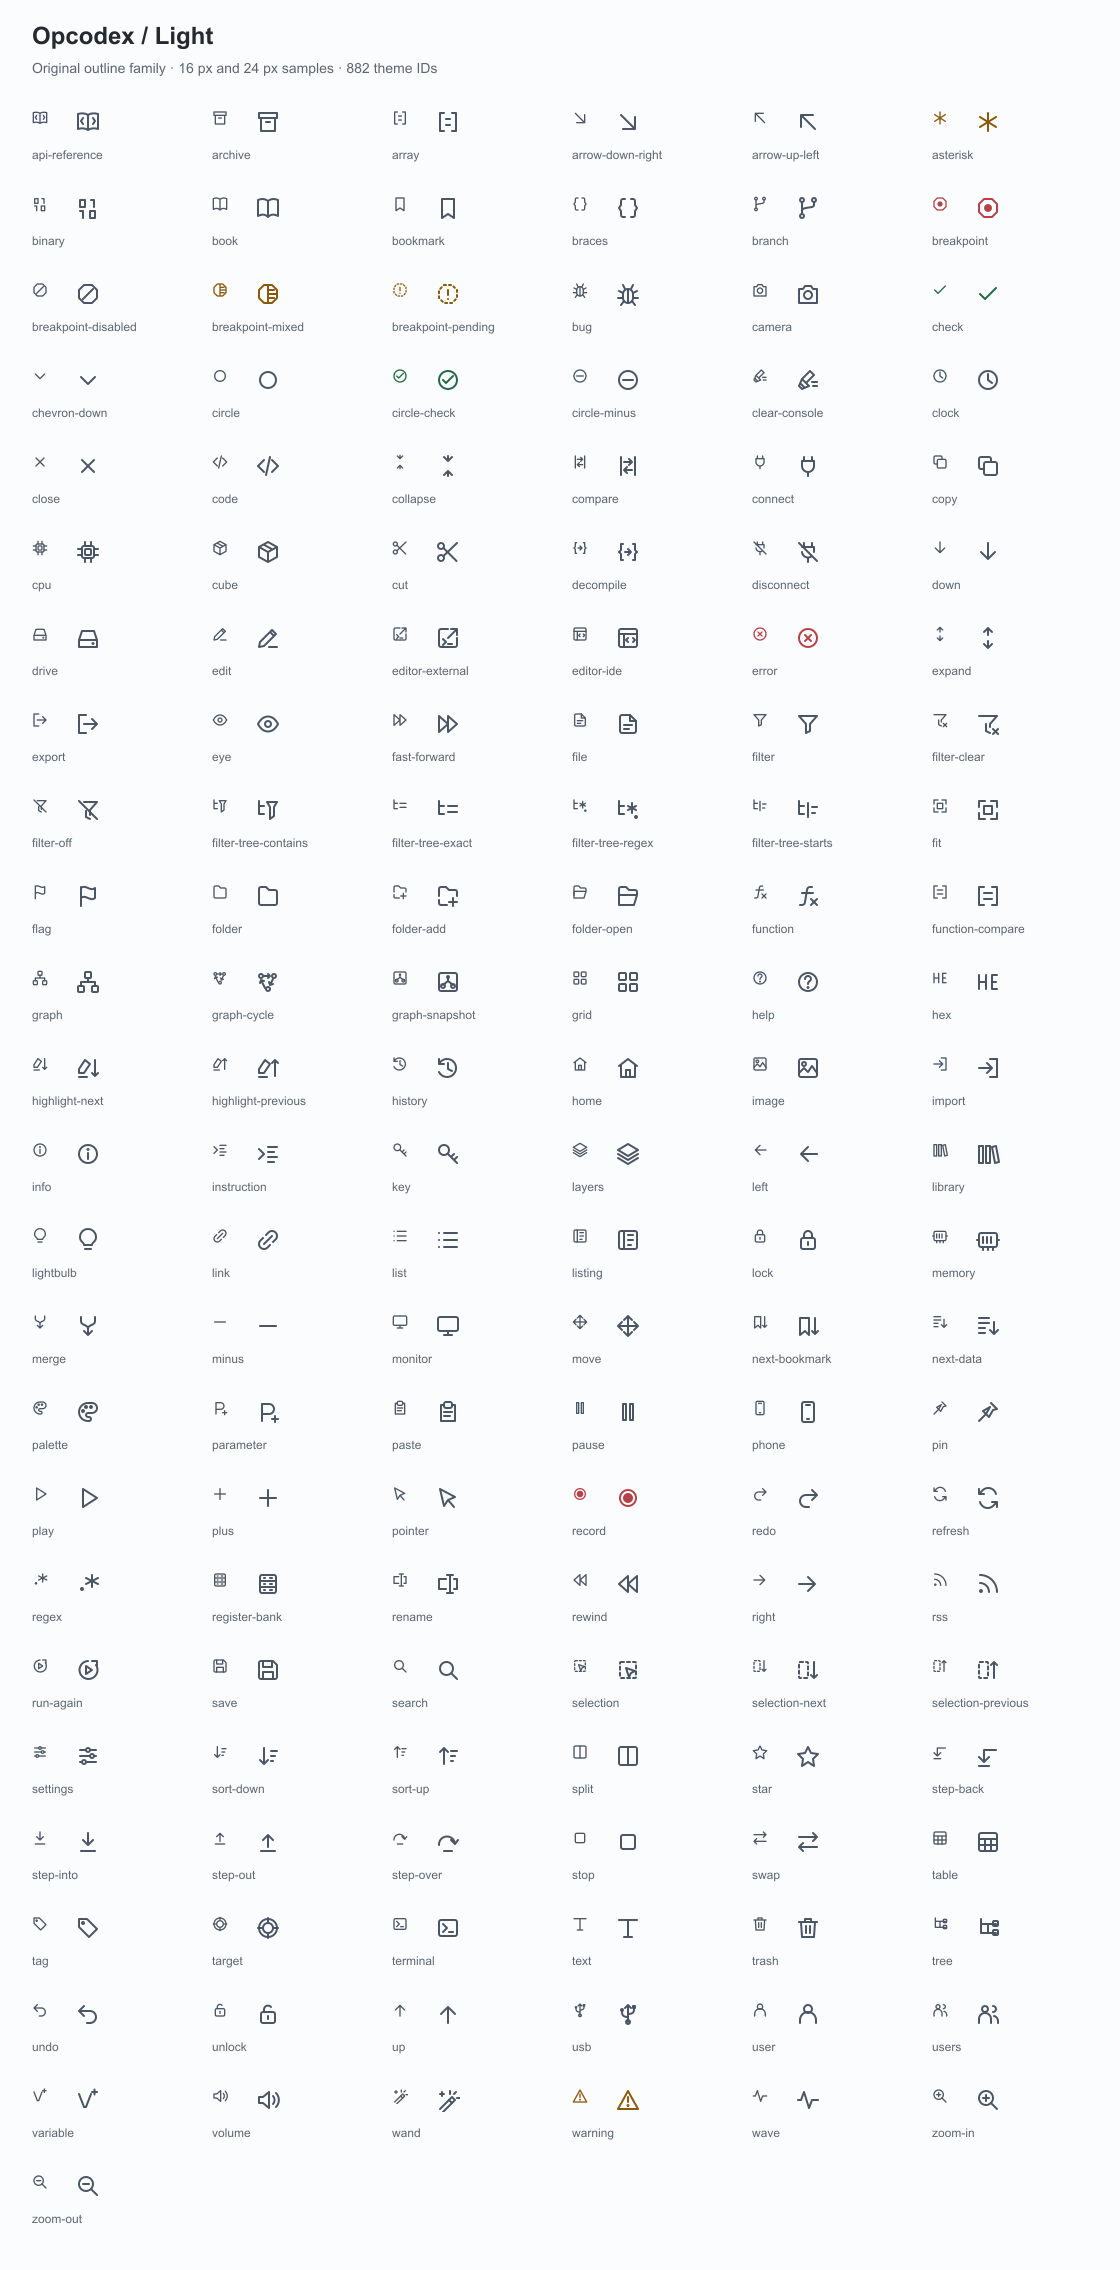 Opcodex / Light
Original outline family · 16 px and 24 px samples · 882 theme IDs
api-reference archive array arrow-down-right arrow-up-left asterisk
binary book bookmark braces branch breakpoint
breakpoint-disabled breakpoint-mixed breakpoint-pending bug camera check
chevron-down circle circle-check circle-minus clear-console clock
close code collapse compare connect copy
cpu cube cut decompile disconnect down
drive edit editor-external editor-ide error expand
export eye fast-forward file filter filter-clear
filter-off filter-tree-contains filter-tree-exact filter-tree-regex filter-tree-starts fit
flag folder folder-add folder-open function function-compare
HE HE
graph graph-cycle graph-snapshot grid help hex
highlight-next highlight-previous history home image import
info instruction key layers left library
lightbulb link list listing lock memory
merge minus monitor move next-bookmark next-data
palette parameter paste pause phone pin
play plus pointer record redo refresh
regex register-bank rename rewind right rss
run-again save search selection selection-next selection-previous
settings sort-down sort-up split star step-back
step-into step-out step-over stop swap table
tag target terminal text trash tree
undo unlock up usb user users
variable volume wand warning wave zoom-in
zoom-out